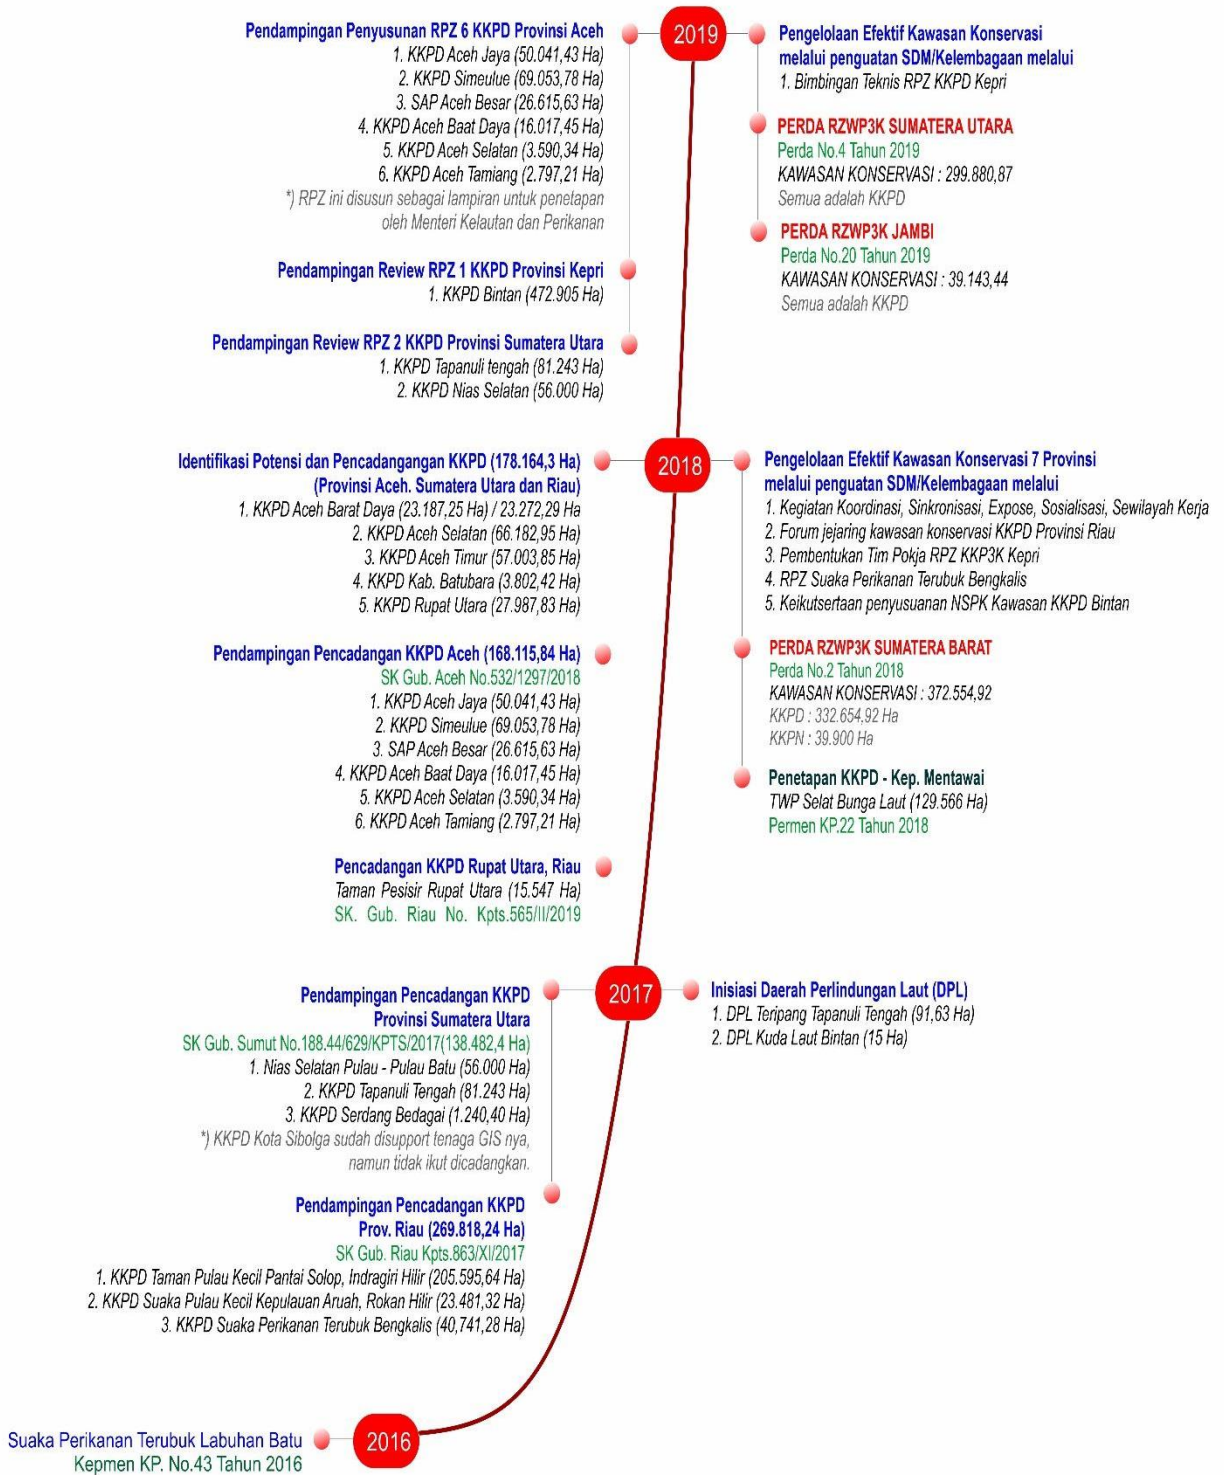 2019
Pendampingan Penyusunan RPZ 6 KKPD Provinsi Aceh
1. KKPD Aceh Jaya (50.041,43 Ha)
2. KKPD Simeulue (69.053,78 Ha)
3. SAP Aceh Besar (26.615,63 Ha)
4. KKPD Aceh Baat Daya (16.017,45 Ha)
5. KKPD Aceh Selatan (3.590,34 Ha)
6. KKPD Aceh Tamiang (2.797,21 Ha)
*) RPZ ini disusun sebagai lampiran untuk penetapan
oleh Menteri Kelautan dan Perikanan
Pendampingan Review RPZ 1 KKPD Provinsi Kepri
1. KKPD Bintan (472.905 Ha)
Pendampingan Review RPZ 2 KKPD Provinsi Sumatera Utara
1. KKPD Tapanuli tengah (81.243 Ha)
2. KKPD Nias Selatan (56.000 Ha)
Pengelolaan Efektif Kawasan Konservasi
melalui penguatan SDM/Kelembagaan melalui
1. Bimbingan Teknis RPZ KKPD Kepri
PERDA RZWP3K SUMATERA UTARA
Perda No.4 Tahun 2019
KAWASAN KONSERVASI : 299.880,87
Semua adalah KKPD
PERDA RZWP3K JAMBI
Perda No.20 Tahun 2019
KAWASAN KONSERVASI : 39.143,44
Semua adalah KKPD
2018
Identifikasi Potensi dan Pencadangangan KKPD (178.164,3 Ha)
(Provinsi Aceh. Sumatera Utara dan Riau)
1. KKPD Aceh Barat Daya (23.187,25 Ha) / 23.272,29 Ha
2. KKPD Aceh Selatan (66.182,95 Ha)
3. KKPD Aceh Timur (57.003,85 Ha)
4. KKPD Kab. Batubara (3.802,42 Ha)
5. KKPD Rupat Utara (27.987,83 Ha)
Pendampingan Pencadangan KKPD Aceh (168.115,84 Ha)
SK Gub. Aceh No.532/1297/2018
1. KKPD Aceh Jaya (50.041,43 Ha)
2. KKPD Simeulue (69.053,78 Ha)
3. SAP Aceh Besar (26.615,63 Ha)
4. KKPD Aceh Baat Daya (16.017,45 Ha)
5. KKPD Aceh Selatan (3.590,34 Ha)
6. KKPD Aceh Tamiang (2.797,21 Ha)
Pencadangan KKPD Rupat Utara, Riau
Taman Pesisir Rupat Utara (15.547 Ha)
SK. Gub. Riau No. Kpts.565/II/2019
Pengelolaan Efektif Kawasan Konservasi 7 Provinsi
melalui penguatan SDM/Kelembagaan melalui
1. Kegiatan Koordinasi, Sinkronisasi, Expose, Sosialisasi, Sewilayah Kerja
2. Forum jejaring kawasan konservasi KKPD Provinsi Riau
3. Pembentukan Tim Pokja RPZ KKP3K Kepri
4. RPZ Suaka Perikanan Terubuk Bengkalis
5. Keikutsertaan penyusuanan NSPK Kawasan KKPD Bintan
PERDA RZWP3K SUMATERA BARAT
Perda No.2 Tahun 2018
KAWASAN KONSERVASI : 372.554,92
KKPD : 332.654,92 Ha
KKPN : 39.900 Ha
Penetapan KKPD - Kep. Mentawai
TWP Selat Bunga Laut (129.566 Ha)
Permen KP.22 Tahun 2018
2017
Pendampingan Pencadangan KKPD
Provinsi Sumatera Utara
SK Gub. Sumut No.188.44/629/KPTS/2017(138.482,4 Ha)
1. Nias Selatan Pulau - Pulau Batu (56.000 Ha)
2. KKPD Tapanuli Tengah (81.243 Ha)
3. KKPD Serdang Bedagai (1.240,40 Ha)
*) KKPD Kota Sibolga sudah disupport tenaga GIS nya,
namun tidak ikut dicadangkan.
Pendampingan Pencadangan KKPD
Prov. Riau (269.818,24 Ha)
SK Gub. Riau Kpts.863/XI/2017
1. KKPD Taman Pulau Kecil Pantai Solop, Indragiri Hilir (205.595,64 Ha)
2. KKPD Suaka Pulau Kecil Kepulauan Aruah, Rokan Hilir (23.481,32 Ha)
3. KKPD Suaka Perikanan Terubuk Bengkalis (40,741,28 Ha)
Inisiasi Daerah Perlindungan Laut (DPL)
1. DPL Teripang Tapanuli Tengah (91,63 Ha)
2. DPL Kuda Laut Bintan (15 Ha)
2016
Suaka Perikanan Terubuk Labuhan Batu
Kepmen KP. No.43 Tahun 2016